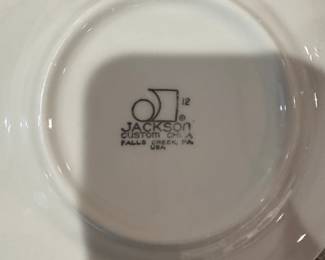 12
®
JACKSON
CUSTOM CHINA
FALLS CREEK, PA.
USA